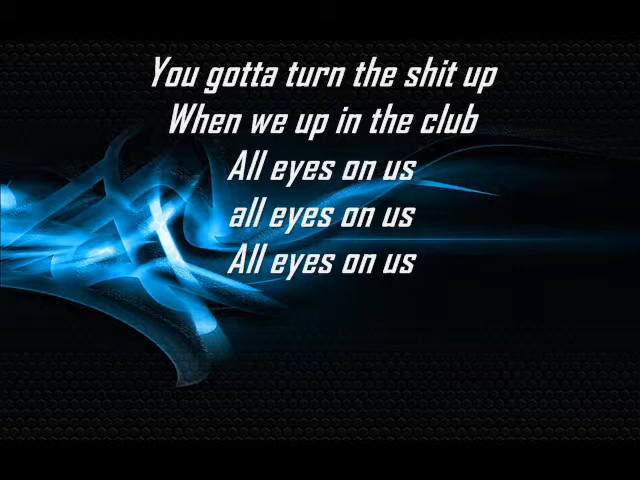 You gotta turn the shit up
When we up in the club
All eyes on us
all eyes on us
All eyes on us